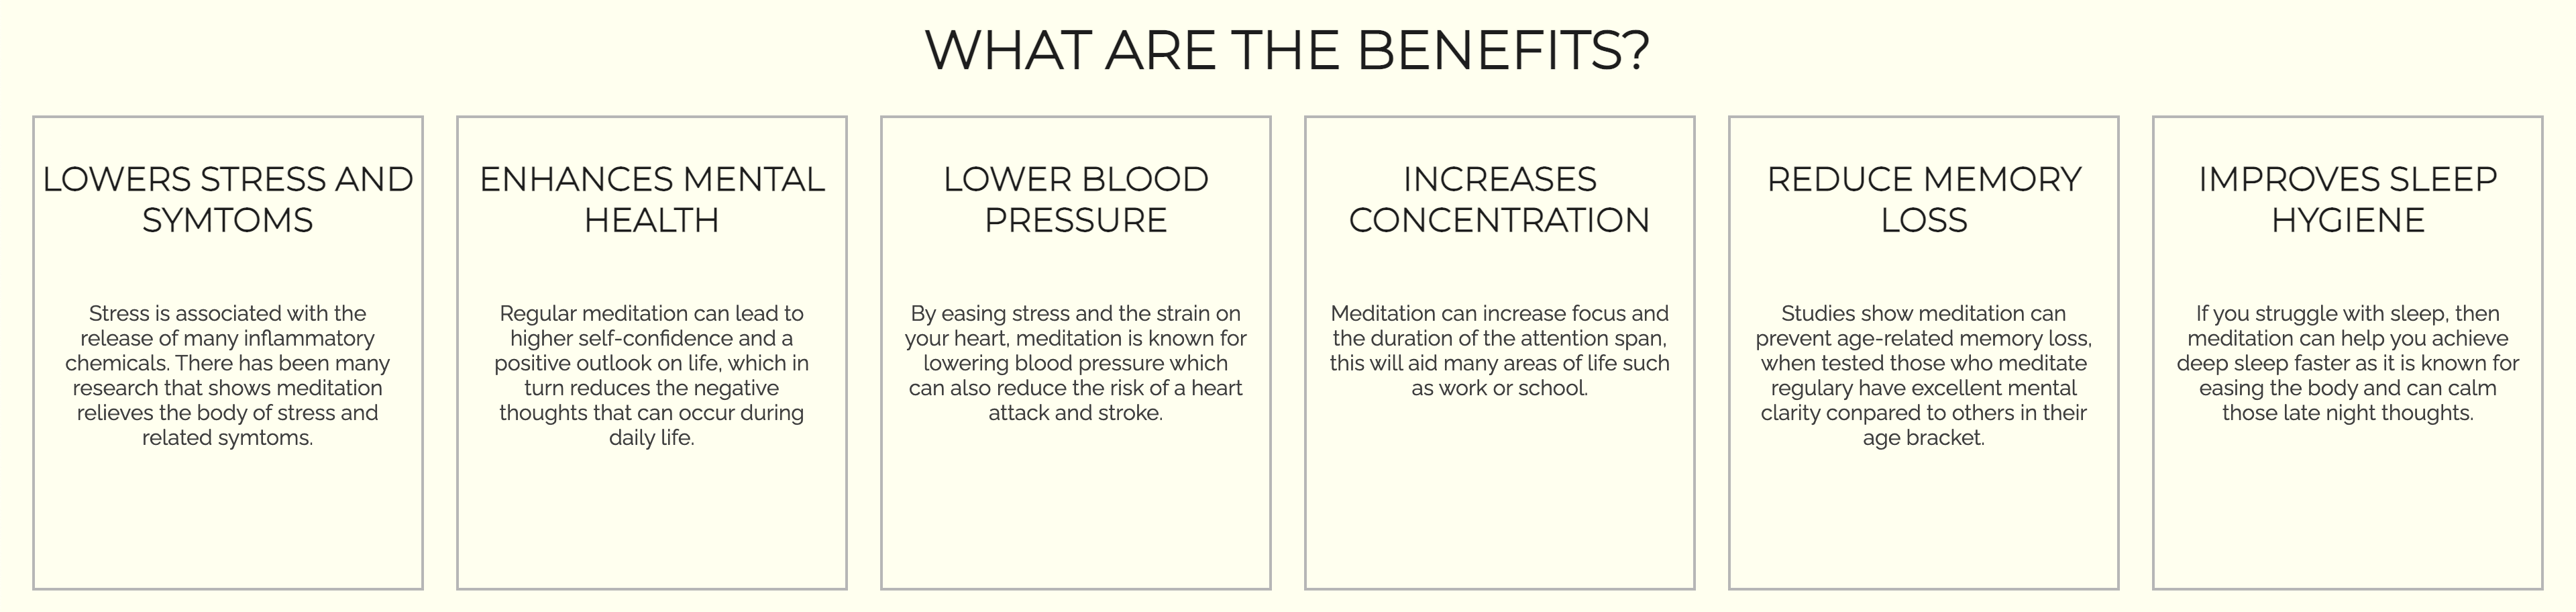 WHAT ARE THE BENEFITS?
LOWERS STRESS AND
SYMTOMS
Stress is associated with the
release of many inflammatory
chemicals. There has been many
research that shows meditation
relieves the body of stress and
related symtoms.
ENHANCES MENTAL
HEALTH
Regular meditation can lead to
higher self-confidence and a
positive outlook on life, which in
turn reduces the negative
thoughts that can occur during
daily life.
LOWER BLOOD
PRESSURE
By easing stress and the strain on
your heart, meditation is known for
lowering blood pressure which
can also reduce the risk of a heart
attack and stroke.
INCREASES
CONCENTRATION
Meditation can increase focus and
the duration of the attention span,
this will aid many areas of life such
as work or school.
REDUCE MEMORY
LOSS
Studies show meditation can
prevent age-related memory loss,
when tested those who meditate
regulary have excellent mental
clarity conpared to others in their
age bracket.
IMPROVES SLEEP
HYGIENE
If you struggle with sleep, then
meditation can help you achieve
deep sleep faster as it is known for
easing the body and can calm
those late night thoughts.